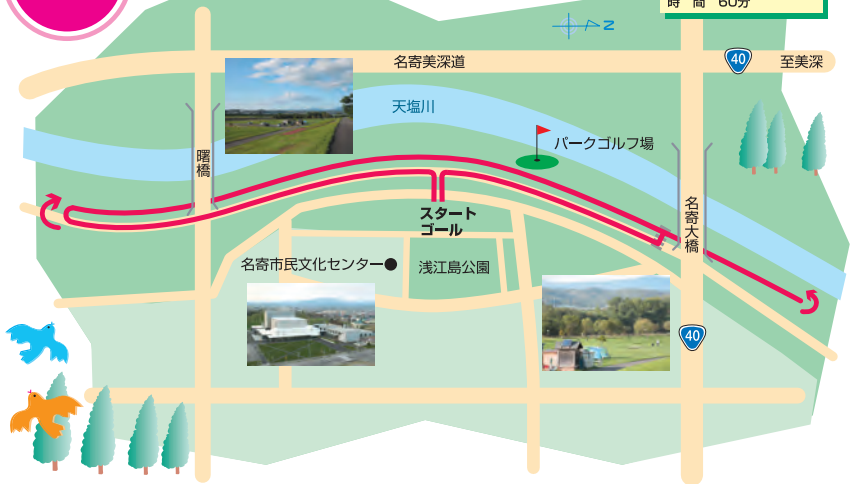 時 間 60分
N
名寄美深道
40
至美深
天塩川
パークゴルフ場
曙橋
名寄大橋
スタート
ゴール
名寄市民文化センター●
浅江島公園
40